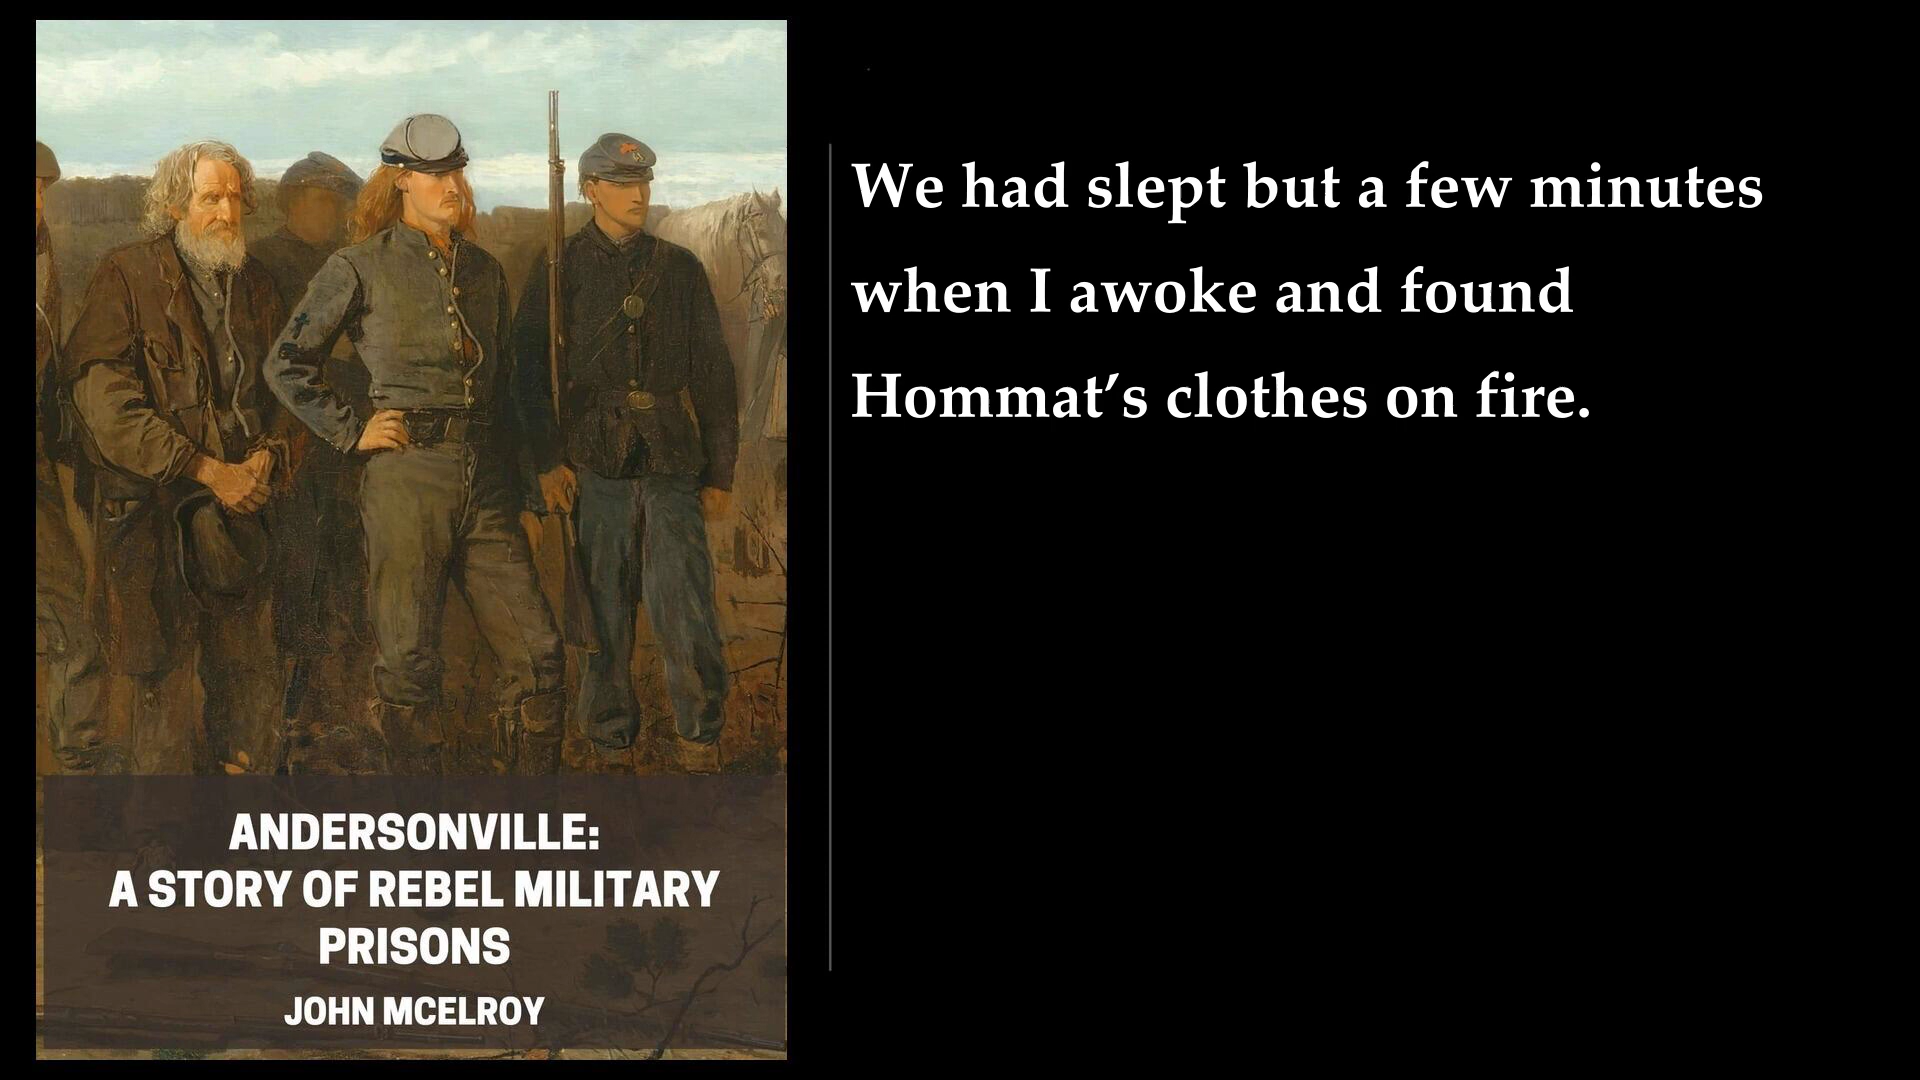 We had slept but a few minutes
when I awoke and found
Hommat’s clothes on fire.
ANDERSONVILLE:
A STORY OF REBEL MILITARY
PRISONS
JOHN MCELROY